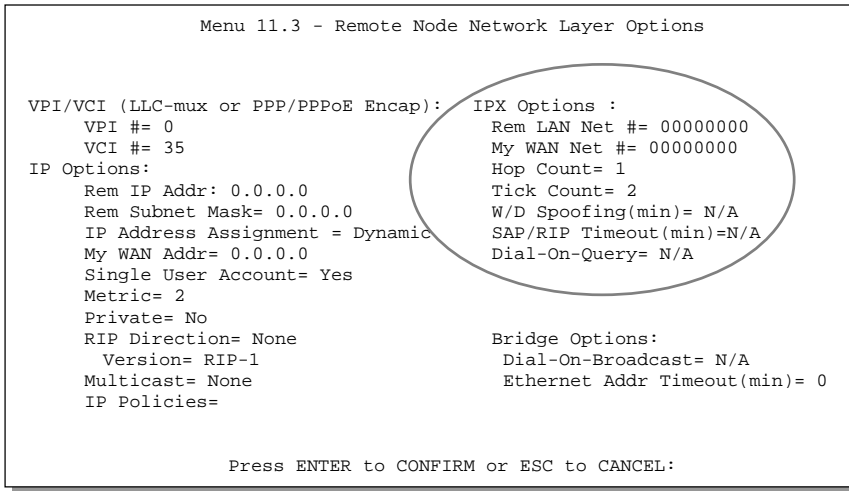 Menu 11.3 - Remote Node Network Layer Options
VPI/VCI (LLC-mux or PPP/PPPoE Encap):
VPI #= 0
VCI #= 35
IP Options:
Rem IP Addr: 0.0.0.0
Rem Subnet Mask= 0.0.0.0
IP Address Assignment = Dynamic
My WAN Addr= 0.0.0.0
Single User Account= Yes
Metric= 2
Private= No
RIP Direction= None
Version= RIP-1
Multicast= None
IP Policies=
IPX Options :
Rem LAN Net #= 00000000
My WAN Net #= 00000000
Hop Count= 1
Tick Count= 2
W/D Spoofing(min)= N/A
SAP/RIP Timeout(min)=N/A
Dial-On-Query= N/A
Bridge Options:
Dial-On-Broadcast= N/A
Ethernet Addr Timeout(min)= 0
Press ENTER to CONFIRM or ESC to CANCEL: